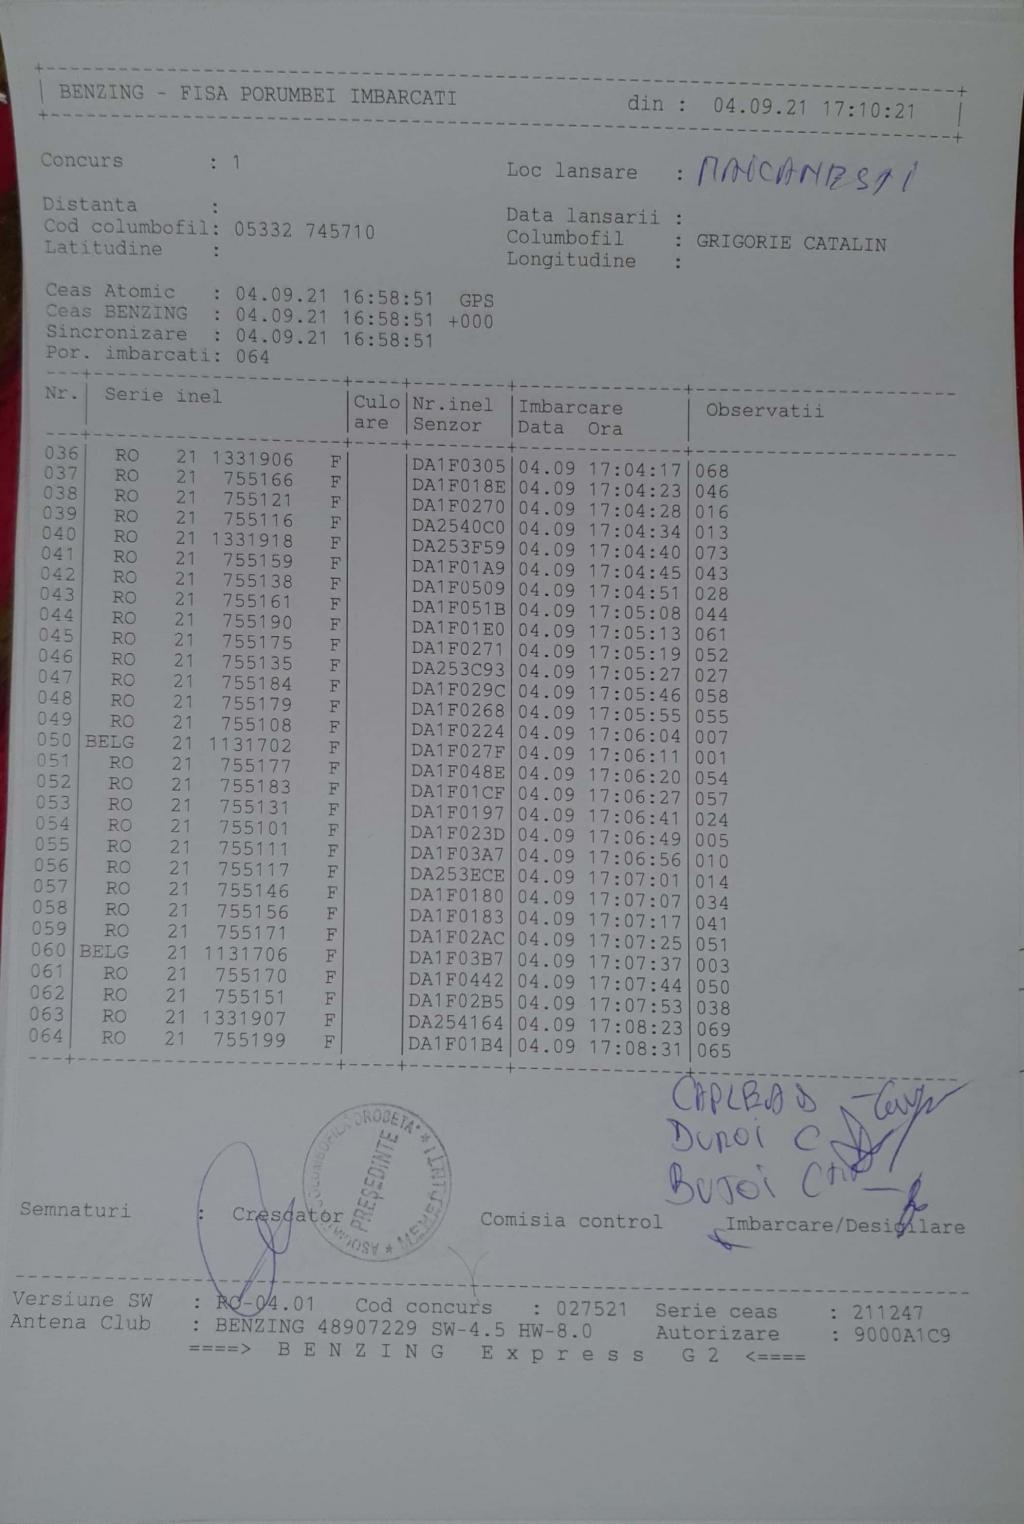 BENZING - FISA PORUMBEI IMBARCATI din : 04.09.21 17:10:21
Concurs : 1 Loc lansare : MAICANESTI
Distanta : Data lansarii :
Cod columbofil: 05332 745710 Columbofil : GRIGORIE CATALIN
Latitudine : Longitudine :
Ceas Atomic : 04.09.21 16:58:51 GPS
Ceas BENZING : 04.09.21 16:58:51 +000
Sincronizare : 04.09.21 16:58:51
Por. imbarcati: 064
Nr. Serie inel Culo Nr.inel Imbarcare Observatii
are Senzor Data Ora
036 RO 21 1331906 F DA1F0305 04.09 17:04:17 068
037 RO 21 755166 F DA1F018E 04.09 17:04:23 046
038 RO 21 755121 F DA1F0270 04.09 17:04:28 016
039 RO 21 755116 F DA2540C0 04.09 17:04:34 013
040 RO 21 1331918 F DA253F59 04.09 17:04:40 073
041 RO 21 755159 F DA1F01A9 04.09 17:04:45 043
042 RO 21 755138 F DA1F0509 04.09 17:04:51 028
043 RO 21 755161 F DA1F051B 04.09 17:05:08 044
044 RO 21 755190 F DA1F01E0 04.09 17:05:13 061
045 RO 21 755175 F DA1F0271 04.09 17:05:19 052
046 RO 21 755135 F DA253C93 04.09 17:05:27 027
047 RO 21 755184 F DA1F029C 04.09 17:05:46 058
048 RO 21 755179 F DA1F0268 04.09 17:05:55 055
049 RO 21 755108 F DA1F0224 04.09 17:06:04 007
050 BELG 21 1131702 F DA1F027F 04.09 17:06:11 001
051 RO 21 755177 F DA1F048E 04.09 17:06:20 054
052 RO 21 755183 F DA1F01CF 04.09 17:06:27 057
053 RO 21 755131 F DA1F0197 04.09 17:06:41 024
054 RO 21 755101 F DA1F023D 04.09 17:06:49 005
055 RO 21 755111 F DA1F03A7 04.09 17:06:56 010
056 RO 21 755117 F DA253ECE 04.09 17:07:01 014
057 RO 21 755146 F DA1F0180 04.09 17:07:07 034
058 RO 21 755156 F DA1F0183 04.09 17:07:17 041
059 RO 21 755171 F DA1F02AC 04.09 17:07:25 051
060 BELG 21 1131706 F DA1F03B7 04.09 17:07:37 003
061 RO 21 755170 F DA1F0442 04.09 17:07:44 050
062 RO 21 755151 F DA1F02B5 04.09 17:07:53 038
063 RO 21 1331907 F DA254164 04.09 17:08:23 069
064 RO 21 755199 F DA1F01B4 04.09 17:08:31 065
DUROI C
BUJOI
PREȘEDINTE
Semnaturi : Crescator Comisia control Imbarcare/Desigilare
Versiune SW : RO-04.01 Cod concurs : 027521 Serie ceas : 211247
Antena Club : BENZING 48907229 SW-4.5 HW-8.0 Autorizare : 9000A1C9
====> B E N Z I N G E x p r e s s G 2 <====